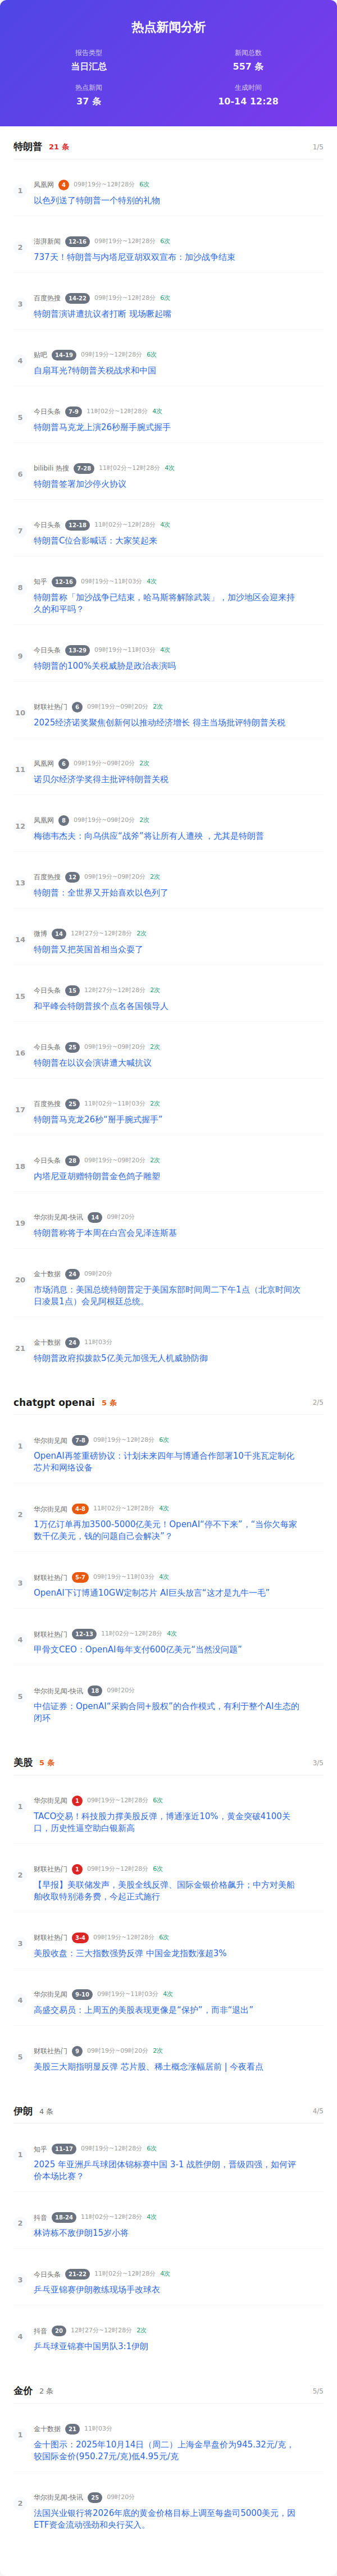 热点新闻分析
报告类型
当日汇总
新闻总数
557 条
热点新闻
37 条
生成时间
10-14 12:28
特朗普 21 条 1/5
1
凤凰网 4 09时19分~12时28分 6次
以色列送了特朗普一个特别的礼物
2
澎湃新闻 12-16 09时19分~12时28分 6次
737天！特朗普与内塔尼亚胡双双宣布：加沙战争结束
3
百度热搜 14-22 09时19分~12时28分 6次
特朗普演讲遭抗议者打断 现场噘起嘴
4
贴吧 14-19 09时19分~12时28分 6次
自扇耳光?特朗普关税战求和中国
5
今日头条 7-9 11时02分~12时28分 4次
特朗普马克龙上演26秒掰手腕式握手
6
bilibili 热搜 7-28 11时02分~12时28分 4次
特朗普签署加沙停火协议
7
今日头条 12-18 11时02分~12时28分 4次
特朗普C位合影喊话：大家笑起来
8
知乎 12-16 09时19分~11时03分 4次
特朗普称「加沙战争已结束，哈马斯将解除武装」，加沙地区会迎来持
久的和平吗？
9
今日头条 13-29 09时19分~11时03分 4次
特朗普的100%关税威胁是政治表演吗
10
财联社热门 6 09时19分~09时20分 2次
2025经济诺奖聚焦创新何以推动经济增长 得主当场批评特朗普关税
11
凤凰网 6 09时19分~09时20分 2次
诺贝尔经济学奖得主批评特朗普关税
12
凤凰网 8 09时19分~09时20分 2次
梅德韦杰夫：向乌供应“战斧”将让所有人遭殃 ，尤其是特朗普
13
百度热搜 12 09时19分~09时20分 2次
特朗普：全世界又开始喜欢以色列了
14
微博 14 12时27分~12时28分 2次
特朗普又把英国首相当众耍了
15
今日头条 15 12时27分~12时28分 2次
和平峰会特朗普挨个点名各国领导人
16
今日头条 25 09时19分~09时20分 2次
特朗普在以议会演讲遭大喊抗议
17
百度热搜 25 11时02分~11时03分 2次
特朗普马克龙26秒“掰手腕式握手”
18
今日头条 28 09时19分~09时20分 2次
内塔尼亚胡赠特朗普金色鸽子雕塑
19
华尔街见闻-快讯 14 09时20分
特朗普称将于本周在白宫会见泽连斯基
20
金十数据 24 09时20分
市场消息：美国总统特朗普定于美国东部时间周二下午1点（北京时间次
日凌晨1点）会见阿根廷总统。
21
金十数据 24 11时03分
特朗普政府拟拨款5亿美元加强无人机威胁防御
chatgpt openai 5 条 2/5
1
华尔街见闻 7-8 09时19分~12时28分 6次
OpenAI再签重磅协议：计划未来四年与博通合作部署10千兆瓦定制化
芯片和网络设备
2
华尔街见闻 4-8 11时02分~12时28分 4次
1万亿订单再加3500-5000亿美元！OpenAI“停不下来”，“当你欠每家
数千亿美元，钱的问题自己会解决”？
3
财联社热门 5-7 09时19分~11时03分 4次
OpenAI下订博通10GW定制芯片 AI巨头放言“这才是九牛一毛”
4
财联社热门 12-13 11时02分~12时28分 4次
甲骨文CEO：OpenAI每年支付600亿美元“当然没问题”
5
华尔街见闻-快讯 18 09时20分
中信证券：OpenAI“采购合同+股权”的合作模式，有利于整个AI生态的
闭环
美股 5 条 3/5
1
华尔街见闻 1 09时19分~12时28分 6次
TACO交易！科技股力撑美股反弹，博通涨近10%，黄金突破4100关
口，历史性逼空助白银新高
2
财联社热门 1 09时19分~12时28分 6次
【早报】美联储发声，美股全线反弹、国际金银价格飙升；中方对美船
舶收取特别港务费，今起正式施行
3
财联社热门 3-4 09时19分~12时28分 6次
美股收盘：三大指数强势反弹 中国金龙指数涨超3%
4
华尔街见闻 9-10 09时19分~11时03分 4次
高盛交易员：上周五的美股表现更像是“保护”，而非“退出”
5
财联社热门 9 09时19分~09时20分 2次
美股三大期指明显反弹 芯片股、稀土概念涨幅居前 | 今夜看点
伊朗 4 条 4/5
1
知乎 11-17 09时19分~12时28分 6次
2025 年亚洲乒乓球团体锦标赛中国 3-1 战胜伊朗，晋级四强，如何评
价本场比赛？
2
抖音 18-24 11时02分~12时28分 4次
林诗栋不敌伊朗15岁小将
3
今日头条 21-22 11时02分~12时28分 4次
乒乓亚锦赛伊朗教练现场手改球衣
4
抖音 20 12时27分~12时28分 2次
乒乓球亚锦赛中国男队3:1伊朗
金价 2 条 5/5
1
金十数据 21 11时03分
金十图示：2025年10月14日（周二）上海金早盘价为945.32元/克，
较国际金价(950.27元/克)低4.95元/克
2
华尔街见闻-快讯 25 09时20分
法国兴业银行将2026年底的黄金价格目标上调至每盎司5000美元，因
ETF资金流动强劲和央行买入。